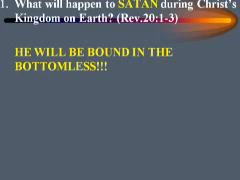 1. What will happen to SATAN during Christ's
Kingdom on Earth? (Rev.20:1-3)
HE WILL BE BOUND IN THE
BOTTOMLESS!!!